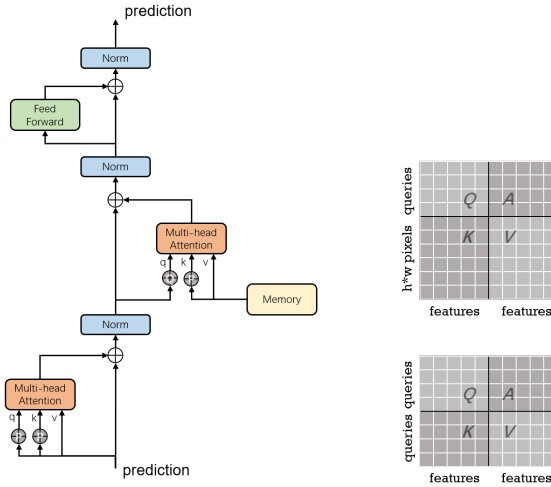 prediction
Norm
Feed
Forward
Norm
Multi-head
Attention
q k v
Memory
Norm
Multi-head
Attention
q k v
prediction
queries
h*w pixels
Q A
K V
features features
queries
queries
Q A
K V
features features